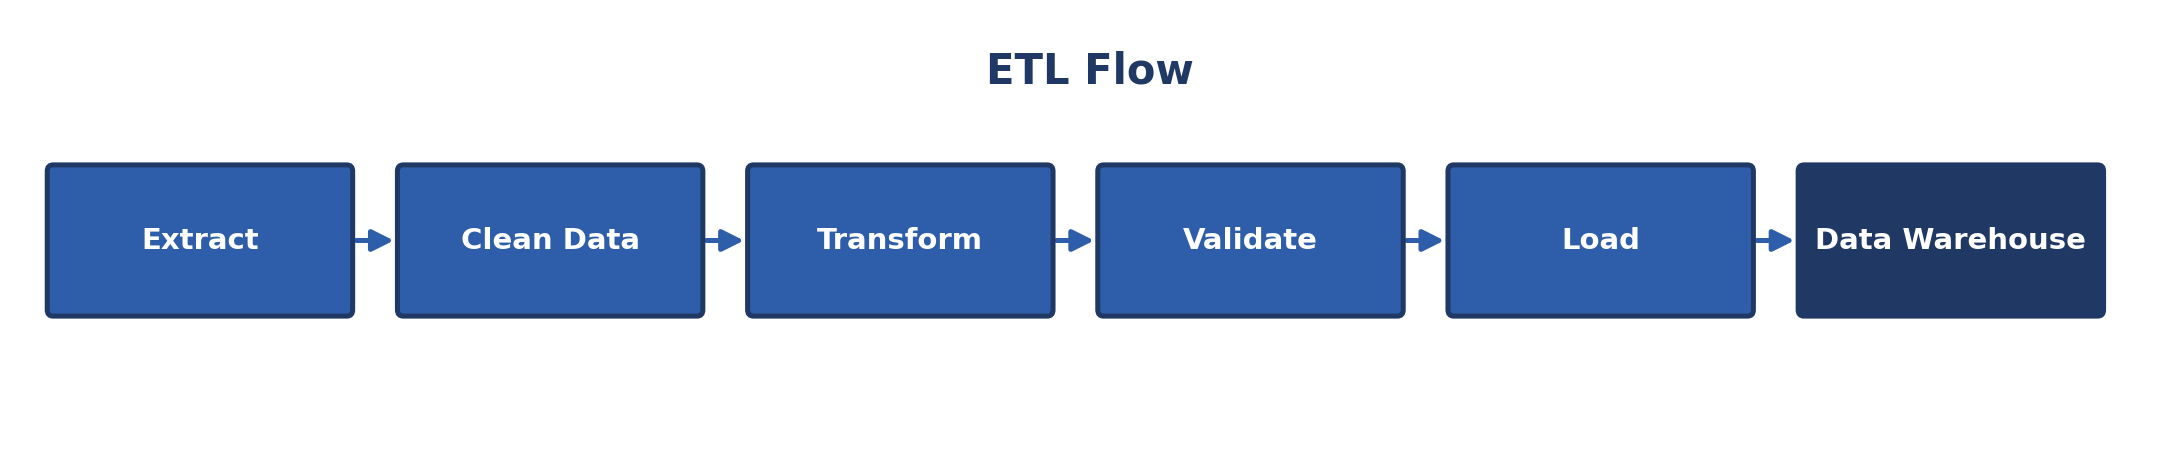 ETL Flow
Extract
Clean Data
Transform
Validate
Load
Data Warehouse